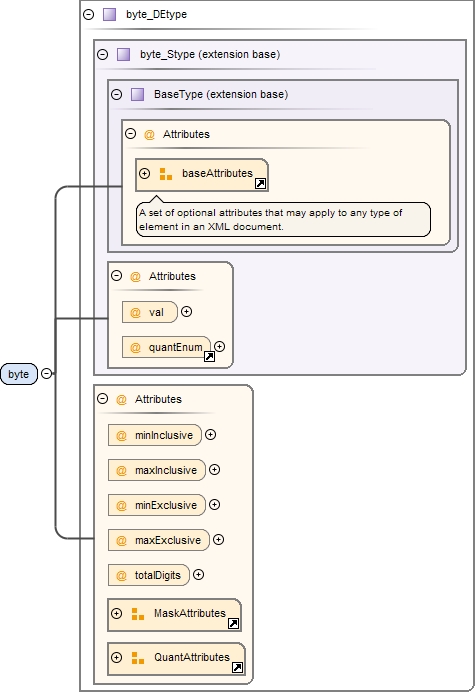 byte_DEtype
byte_Stype (extension base)
BaseType (extension base)
@ Attributes
baseAttributes
A set of optional attributes that may apply to any type of
element in an XML document.
@ Attributes
@ val
@ quantEnum
byte
@ Attributes
@ minInclusive
@ maxInclusive
@ minExclusive
@ maxExclusive
@ totalDigits
MaskAttributes
QuantAttributes